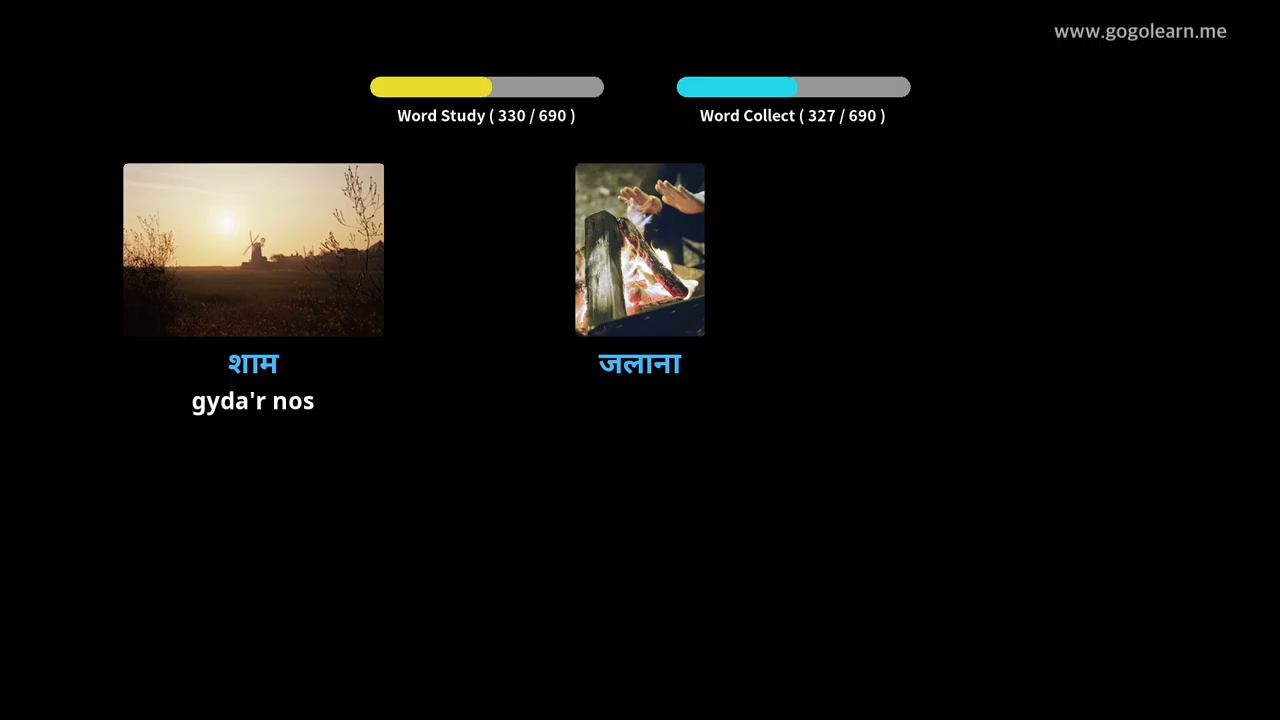 www.gogolearn.me
Word Study ( 330 / 690 )
Word Collect ( 327 / 690 )
शाम
gyda'r nos
जलाना